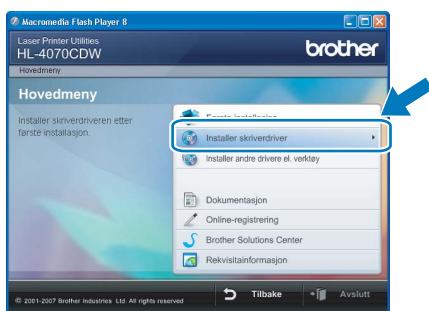 Macromedia Flash Player 8
Laser Printer Utilities
HL-4070CDW
brother
Hovedmeny
Hovedmeny
Installer skriverdriveren etter
første installasjon.
Første installasjon
Installer skriverdriver
Installer andre drivere el. verktøy
Dokumentasjon
Online-registrering
Brother Solutions Center
Rekvisitainformasjon
© 2001-2007 Brother Industries Ltd. All rights reserved
Tilbake
Avslutt